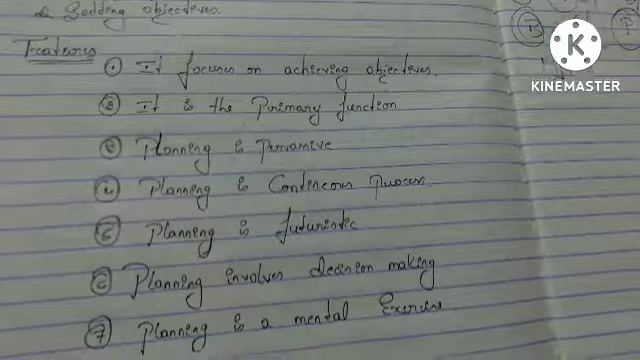 Setting objectives.
Features
① It focuses on achieving objectives.
② It is the Primary function
③ Planning is Pervasive
④ Planning is Continuous Process.
⑤ Planning is futuristic
⑥ Planning involves decision making
⑦ Planning is a mental Exercise.
KINEMASTER